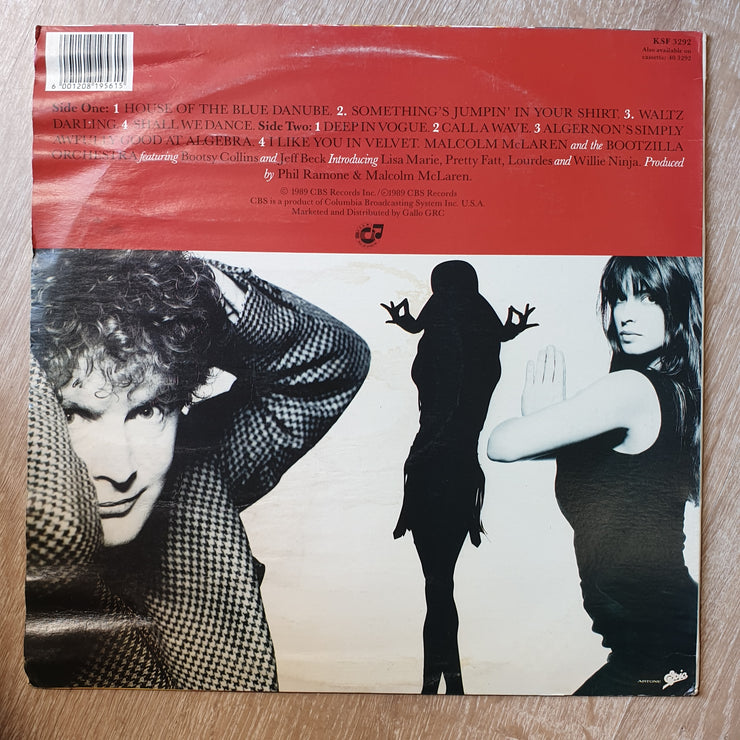 KSF 3292
Also available on
cassette: 40 3292
6 001208 195615
Side One: 1 HOUSE OF THE BLUE DANUBE. 2. SOMETHING'S JUMPIN' IN YOUR SHIRT. 3. WALTZ
DARLING. 4 SHALL WE DANCE. Side Two: 1 DEEP IN VOGUE. 2 CALL A WAVE. 3 ALGERNON'S SIMPLY
AWFULLY GOOD AT ALGEBRA. 4 I LIKE YOU IN VELVET. MALCOLM McLAREN and the BOOTZILLA
ORCHESTRA featuring Bootsy Collins and Jeff Beck Introducing Lisa Marie, Pretty Fatt, Lourdes and Willie Ninja. Produced
by Phil Ramone & Malcolm McLaren.
© 1989 CBS Records Inc. / ℗1989 CBS Records
CBS is a product of Columbia Broadcasting System Inc. U.S.A.
Marketed and Distributed by Gallo GRC
ARTONE Epic